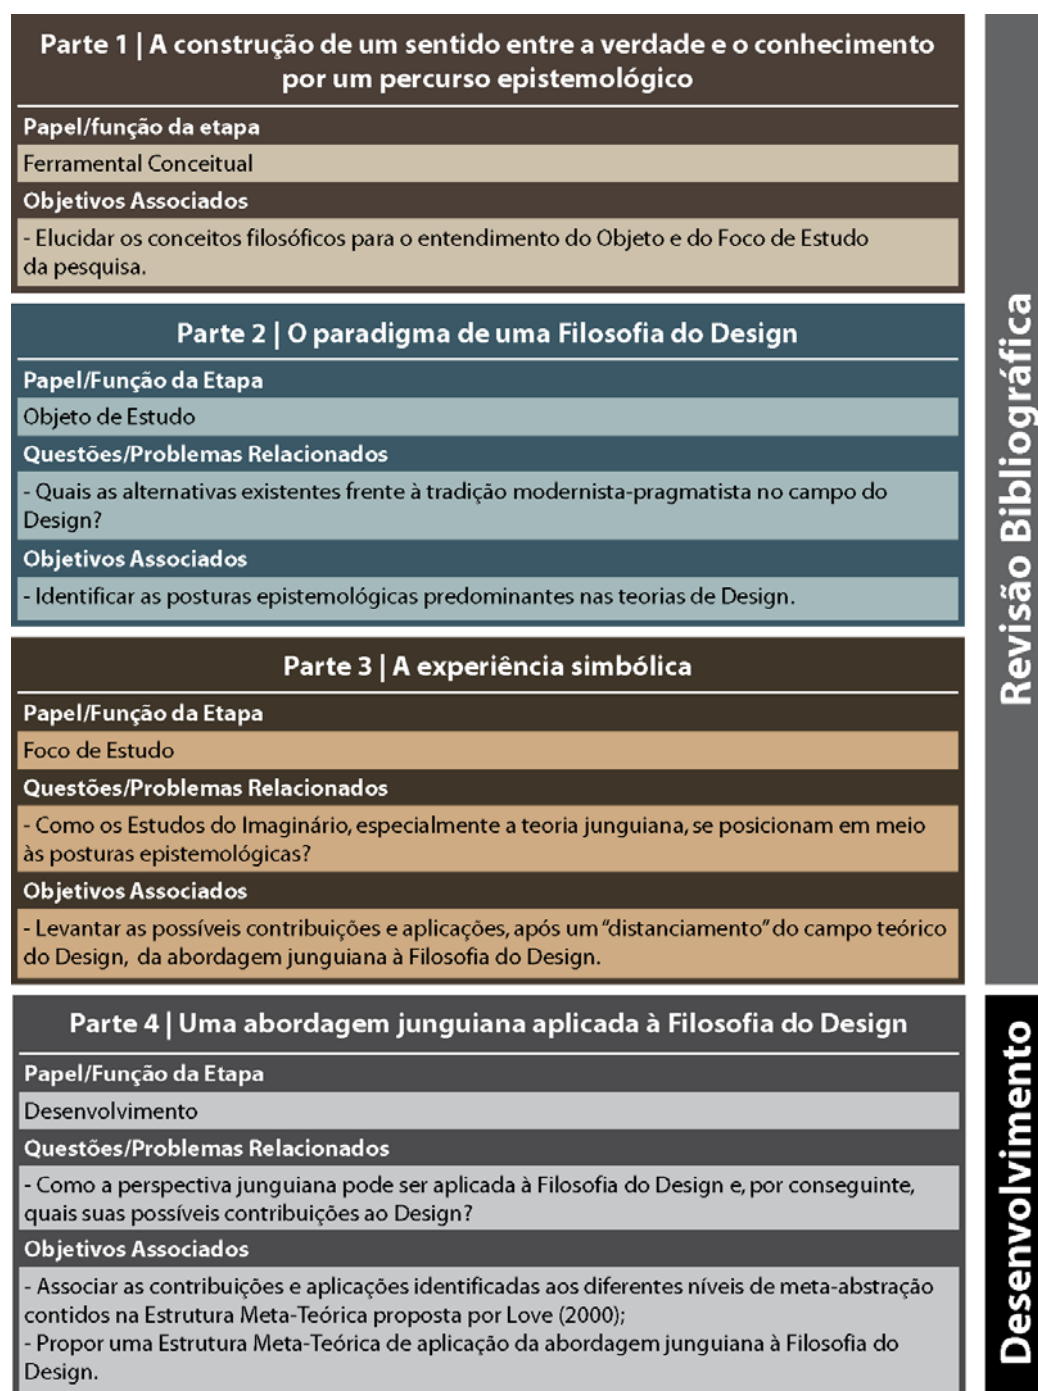 Parte 1 | A construção de um sentido entre a verdade e o conhecimento
por um percurso epistemológico
Papel/função da etapa
Ferramental Conceitual
Objetivos Associados
- Elucidar os conceitos filosóficos para o entendimento do Objeto e do Foco de Estudo
da pesquisa.
Parte 2 | O paradigma de uma Filosofia do Design
Papel/Função da Etapa
Objeto de Estudo
Questões/Problemas Relacionados
- Quais as alternativas existentes frente à tradição modernista-pragmatista no campo do
Design?
Objetivos Associados
- Identificar as posturas epistemológicas predominantes nas teorias de Design.
Parte 3 | A experiência simbólica
Papel/Função da Etapa
Foco de Estudo
Questões/Problemas Relacionados
- Como os Estudos do Imaginário, especialmente a teoria junguiana, se posicionam em meio
às posturas epistemológicas?
Objetivos Associados
- Levantar as possíveis contribuições e aplicações, após um “distanciamento” do campo teórico
do Design, da abordagem junguiana à Filosofia do Design.
Revisão Bibliográfica
Parte 4 | Uma abordagem junguiana aplicada à Filosofia do Design
Papel/Função da Etapa
Desenvolvimento
Questões/Problemas Relacionados
- Como a perspectiva junguiana pode ser aplicada à Filosofia do Design e, por conseguinte,
quais suas possíveis contribuições ao Design?
Objetivos Associados
- Associar as contribuições e aplicações identificadas aos diferentes níveis de meta-abstração
contidos na Estrutura Meta-Teórica proposta por Love (2000);
- Propor uma Estrutura Meta-Teórica de aplicação da abordagem junguiana à Filosofia do
Design.
Desenvolvimento